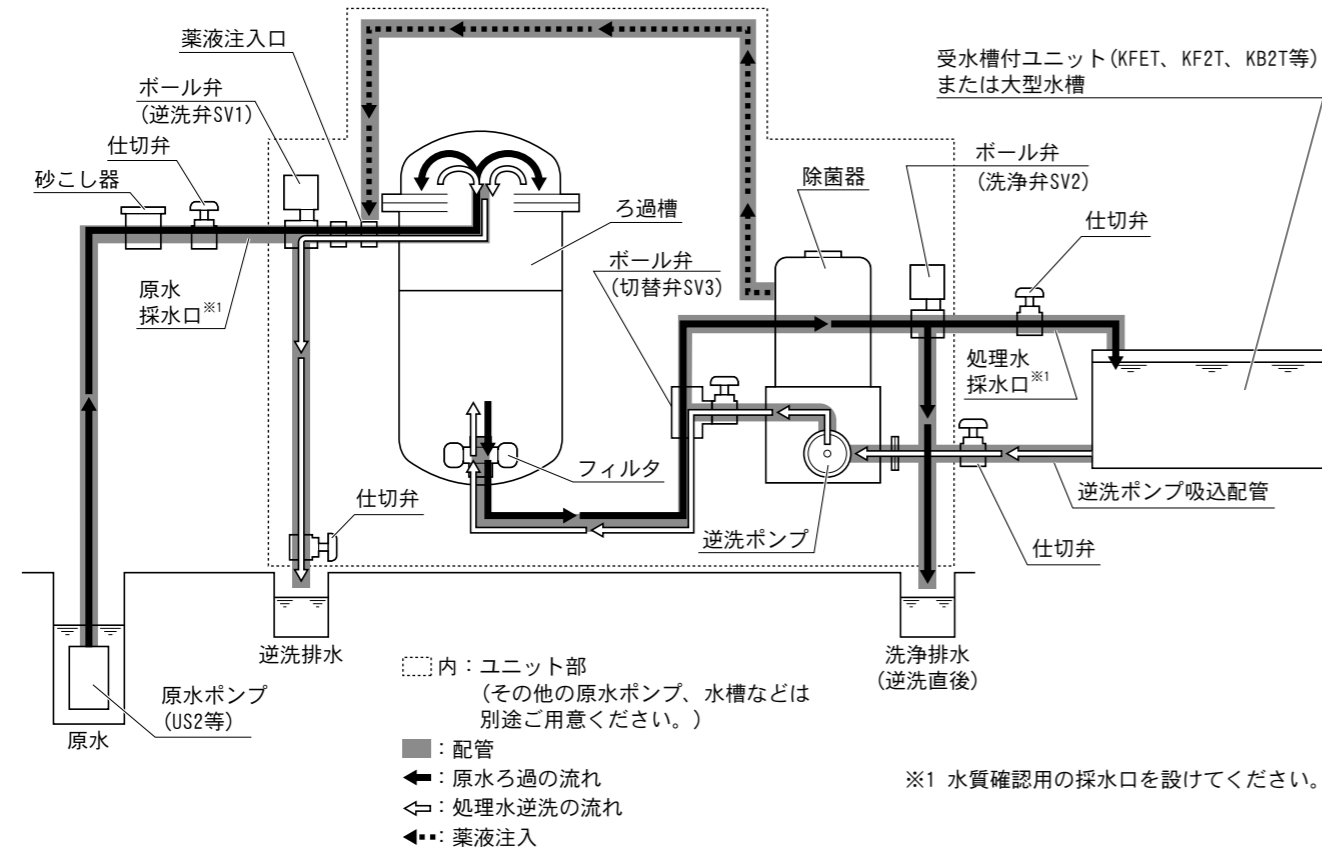 薬液注入口
ボール弁
(逆洗弁SV1)
仕切弁
砂こし器
原水
採水口※1
ろ過槽
ボール弁
(切替弁SV3)
除菌器
ボール弁
(洗浄弁SV2)
仕切弁
受水槽付ユニット(KFET、KF2T、KB2T等)
または大型水槽
処理水
採水口※1
フィルタ
逆洗ポンプ
逆洗ポンプ吸込配管
仕切弁
仕切弁
逆洗排水
洗浄排水
(逆洗直後)
原水ポンプ
(US2等)
原水
内：ユニット部
(その他の原水ポンプ、水槽などは
別途ご用意ください。)
：配管
：原水ろ過の流れ
：処理水逆洗の流れ
：薬液注入
※1 水質確認用の採水口を設けてください。